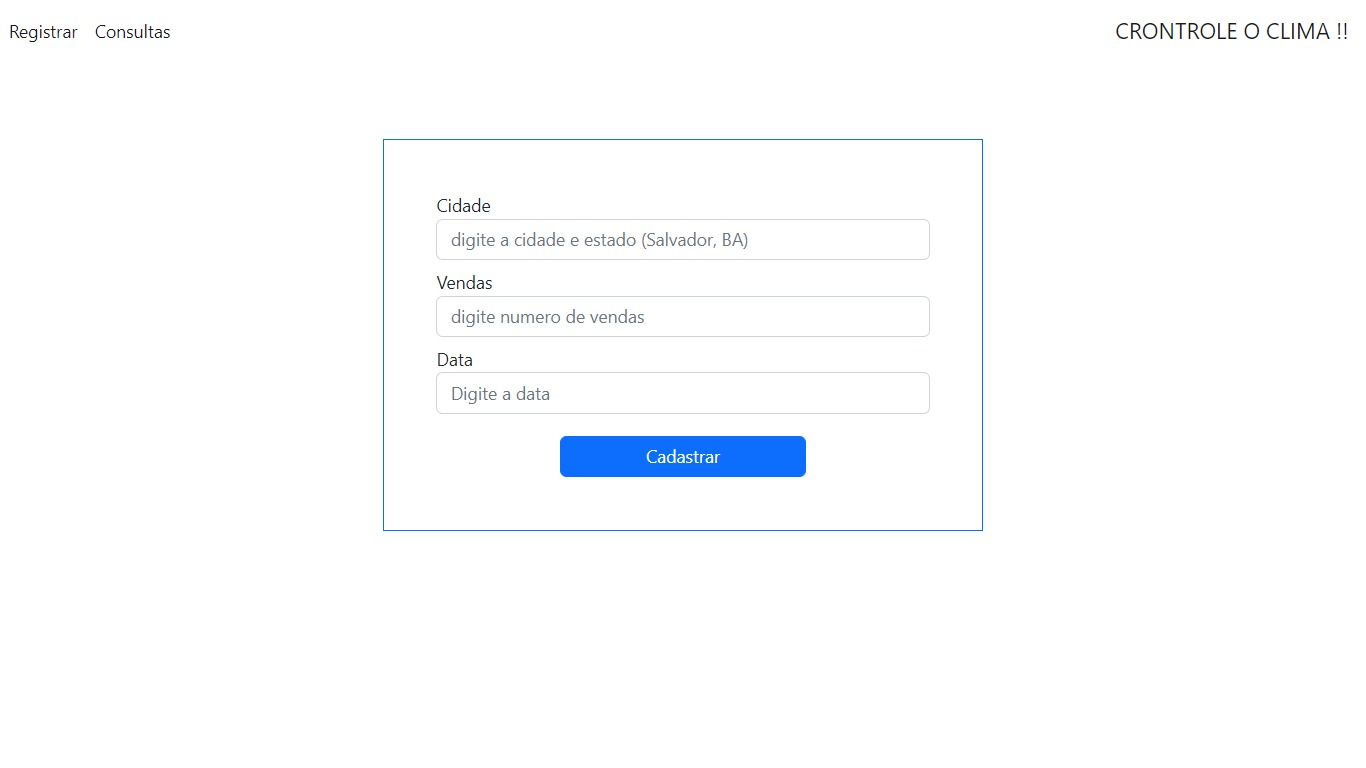 Registrar Consultas CRONTROLE O CLIMA !!
Cidade
digite a cidade e estado (Salvador, BA)
Vendas
digite numero de vendas
Data
Digite a data
Cadastrar